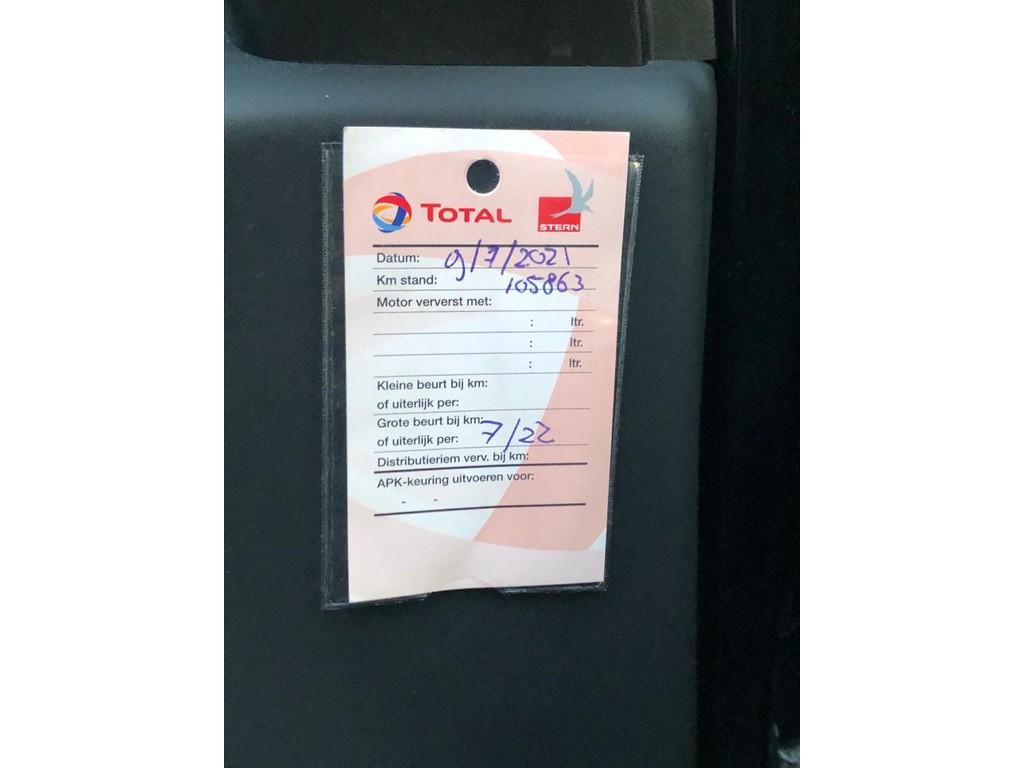 TOTAL STERN
Datum: 9/7/2021
Km stand: 105863
Motor ververst met:
: ltr.
: ltr.
: ltr.
Kleine beurt bij km:
of uiterlijk per:
Grote beurt bij km:
of uiterlijk per: 7/22
Distributieriem verv. bij km:
APK-keuring uitvoeren voor:
- -